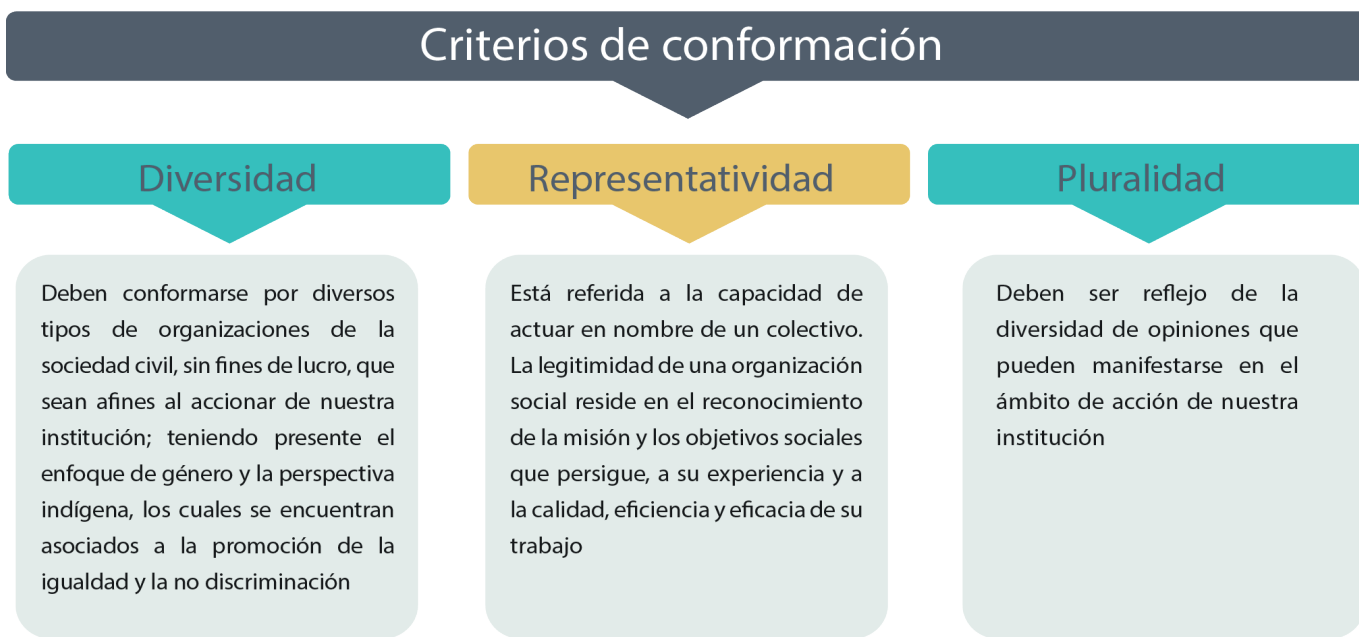 Criterios de conformación
Diversidad
Deben conformarse por diversos
tipos de organizaciones de la
sociedad civil, sin fines de lucro, que
sean afines al accionar de nuestra
institución; teniendo presente el
enfoque de género y la perspectiva
indígena, los cuales se encuentran
asociados a la promoción de la
igualdad y la no discriminación
Representatividad
Está referida a la capacidad de
actuar en nombre de un colectivo.
La legitimidad de una organización
social reside en el reconocimiento
de la misión y los objetivos sociales
que persigue, a su experiencia y a
la calidad, eficiencia y eficacia de su
trabajo
Pluralidad
Deben ser reflejo de la
diversidad de opiniones que
pueden manifestarse en el
ámbito de acción de nuestra
institución